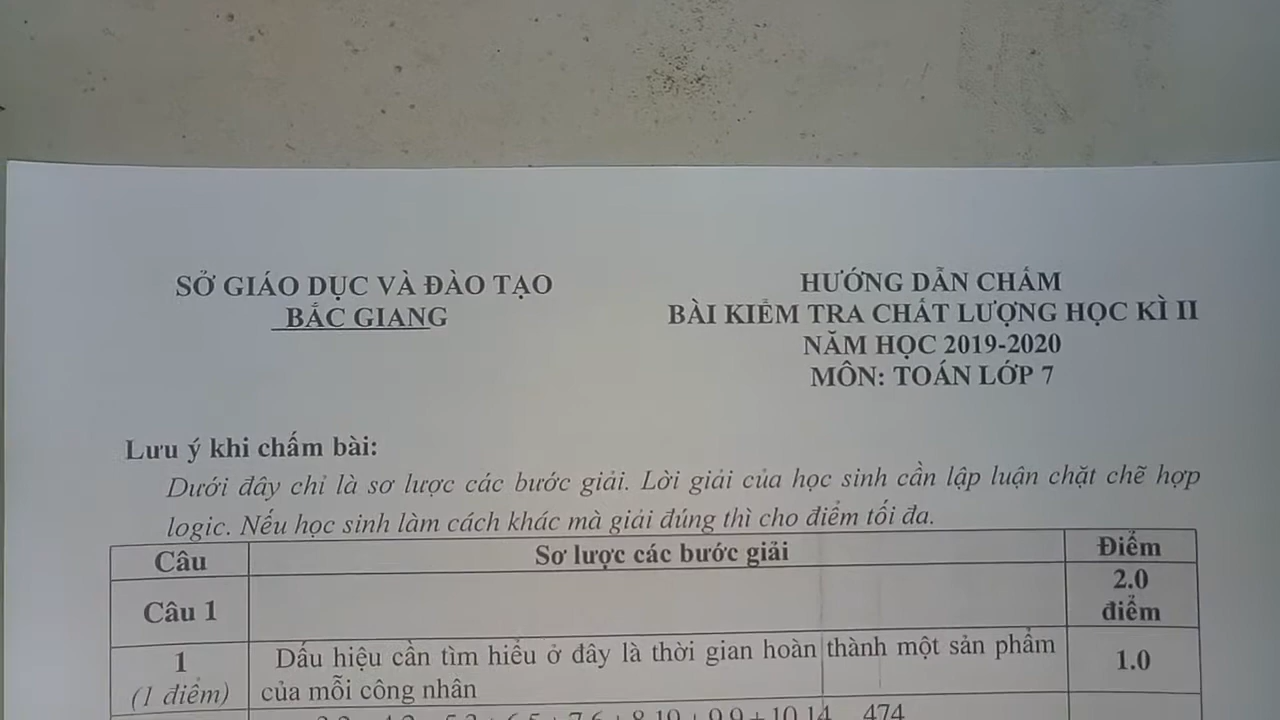 SỞ GIÁO DỤC VÀ ĐÀO TẠO
BẮC GIANG
HƯỚNG DẪN CHẤM
BÀI KIỂM TRA CHẤT LƯỢNG HỌC KÌ II
NĂM HỌC 2019-2020
MÔN: TOÁN LỚP 7
Lưu ý khi chấm bài:
Dưới đây chỉ là sơ lược các bước giải. Lời giải của học sinh cần lập luận chặt chẽ hợp
logic. Nếu học sinh làm cách khác mà giải đúng thì cho điểm tối đa.
Câu Sơ lược các bước giải Điểm
Câu 1 2.0
điểm
1 Dấu hiệu cần tìm hiểu ở đây là thời gian hoàn thành một sản phẩm 1.0
(1 điểm) của mỗi công nhân